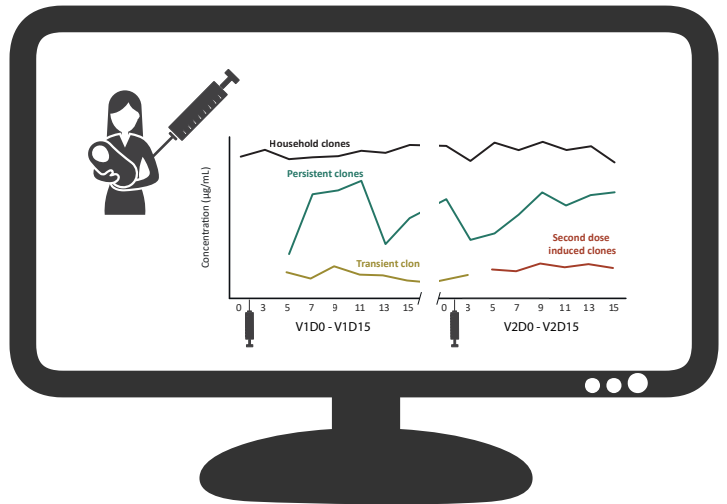 Household clones
Persistent clones
Transient clon
Second dose
induced clones
Concentration (µg/mL)
0 3 5 7 9 11 13 15
0 3 5 7 9 11 13 15
V1D0 - V1D15
V2D0 - V2D15